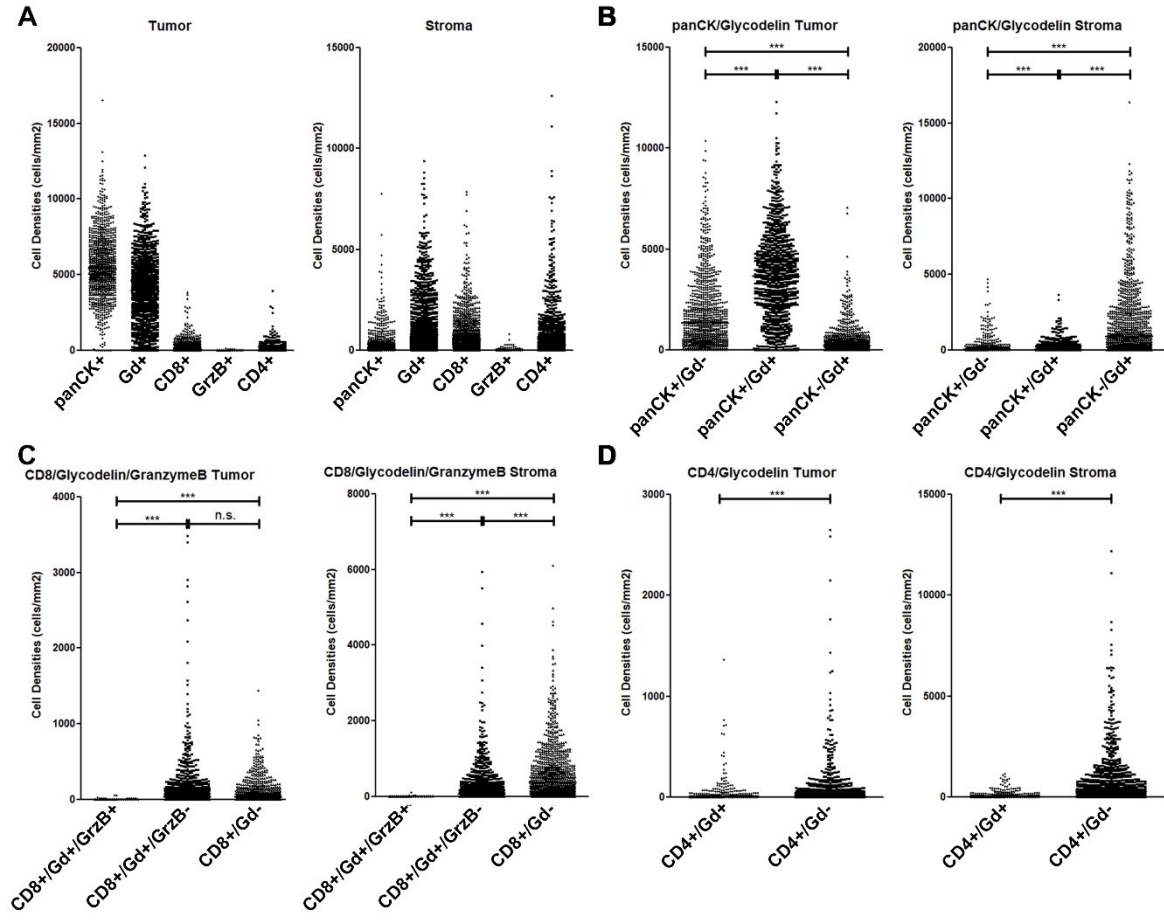 A
Tumor
Cell Densities (cells/mm2)
20000
15000
10000
5000
0
panCK+
Gd+
CD8+
GrzB+
CD4+
Stroma
Cell Densities (cells/mm2)
15000
10000
5000
0
panCK+
Gd+
CD8+
GrzB+
CD4+
B
panCK/Glycodelin Tumor
Cell Densities (cells/mm2)
15000
10000
5000
0
***
***
***
panCK+/Gd-
panCK+/Gd+
panCK-/Gd+
panCK/Glycodelin Stroma
Cell Densities (cells/mm2)
20000
15000
10000
5000
0
***
***
***
panCK+/Gd-
panCK+/Gd+
panCK-/Gd+
C
CD8/Glycodelin/GranzymeB Tumor
Cell Densities (cells/mm2)
4000
3000
2000
1000
0
***
***
n.s.
CD8+/Gd+/GrzB+
CD8+/Gd+/GrzB-
CD8+/Gd-
CD8/Glycodelin/GranzymeB Stroma
Cell Densities (cells/mm2)
8000
6000
4000
2000
0
***
***
***
CD8+/Gd+/GrzB+
CD8+/Gd+/GrzB-
CD8+/Gd-
D
CD4/Glycodelin Tumor
Cell Densities (cells/mm2)
3000
2000
1000
0
***
CD4+/Gd+
CD4+/Gd-
CD4/Glycodelin Stroma
Cell Densities (cells/mm2)
15000
10000
5000
0
***
CD4+/Gd+
CD4+/Gd-